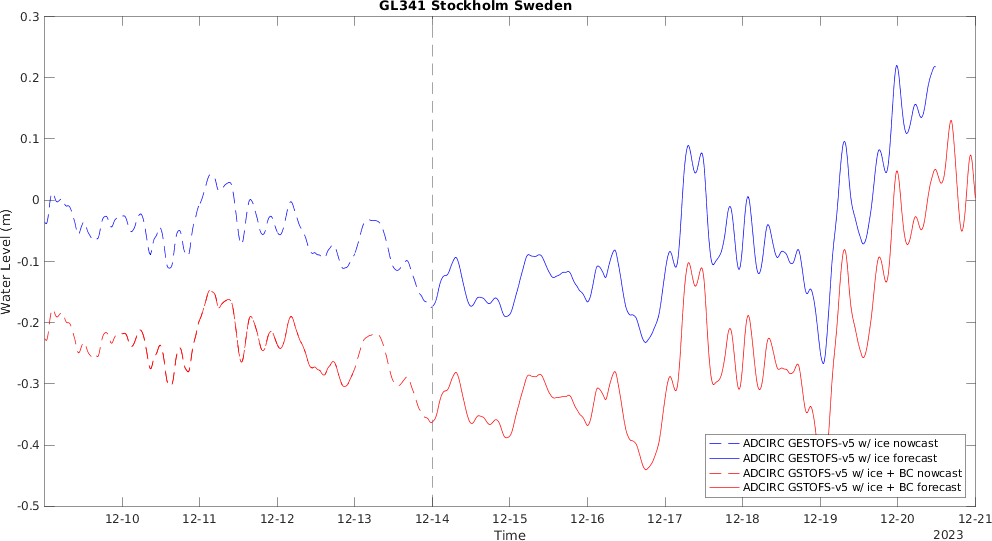 GL341 Stockholm Sweden
0.3
0.2
0.1
0
-0.1
-0.2
-0.3
-0.4
-0.5
Water Level (m)
ADCIRC GESTOFS-v5 w/ ice nowcast
ADCIRC GESTOFS-v5 w/ ice forecast
ADCIRC GSTOFS-v5 w/ ice + BC nowcast
ADCIRC GSTOFS-v5 w/ ice + BC forecast
12-10 12-11 12-12 12-13 12-14 12-15 12-16 12-17 12-18 12-19 12-20 12-21
Time
2023